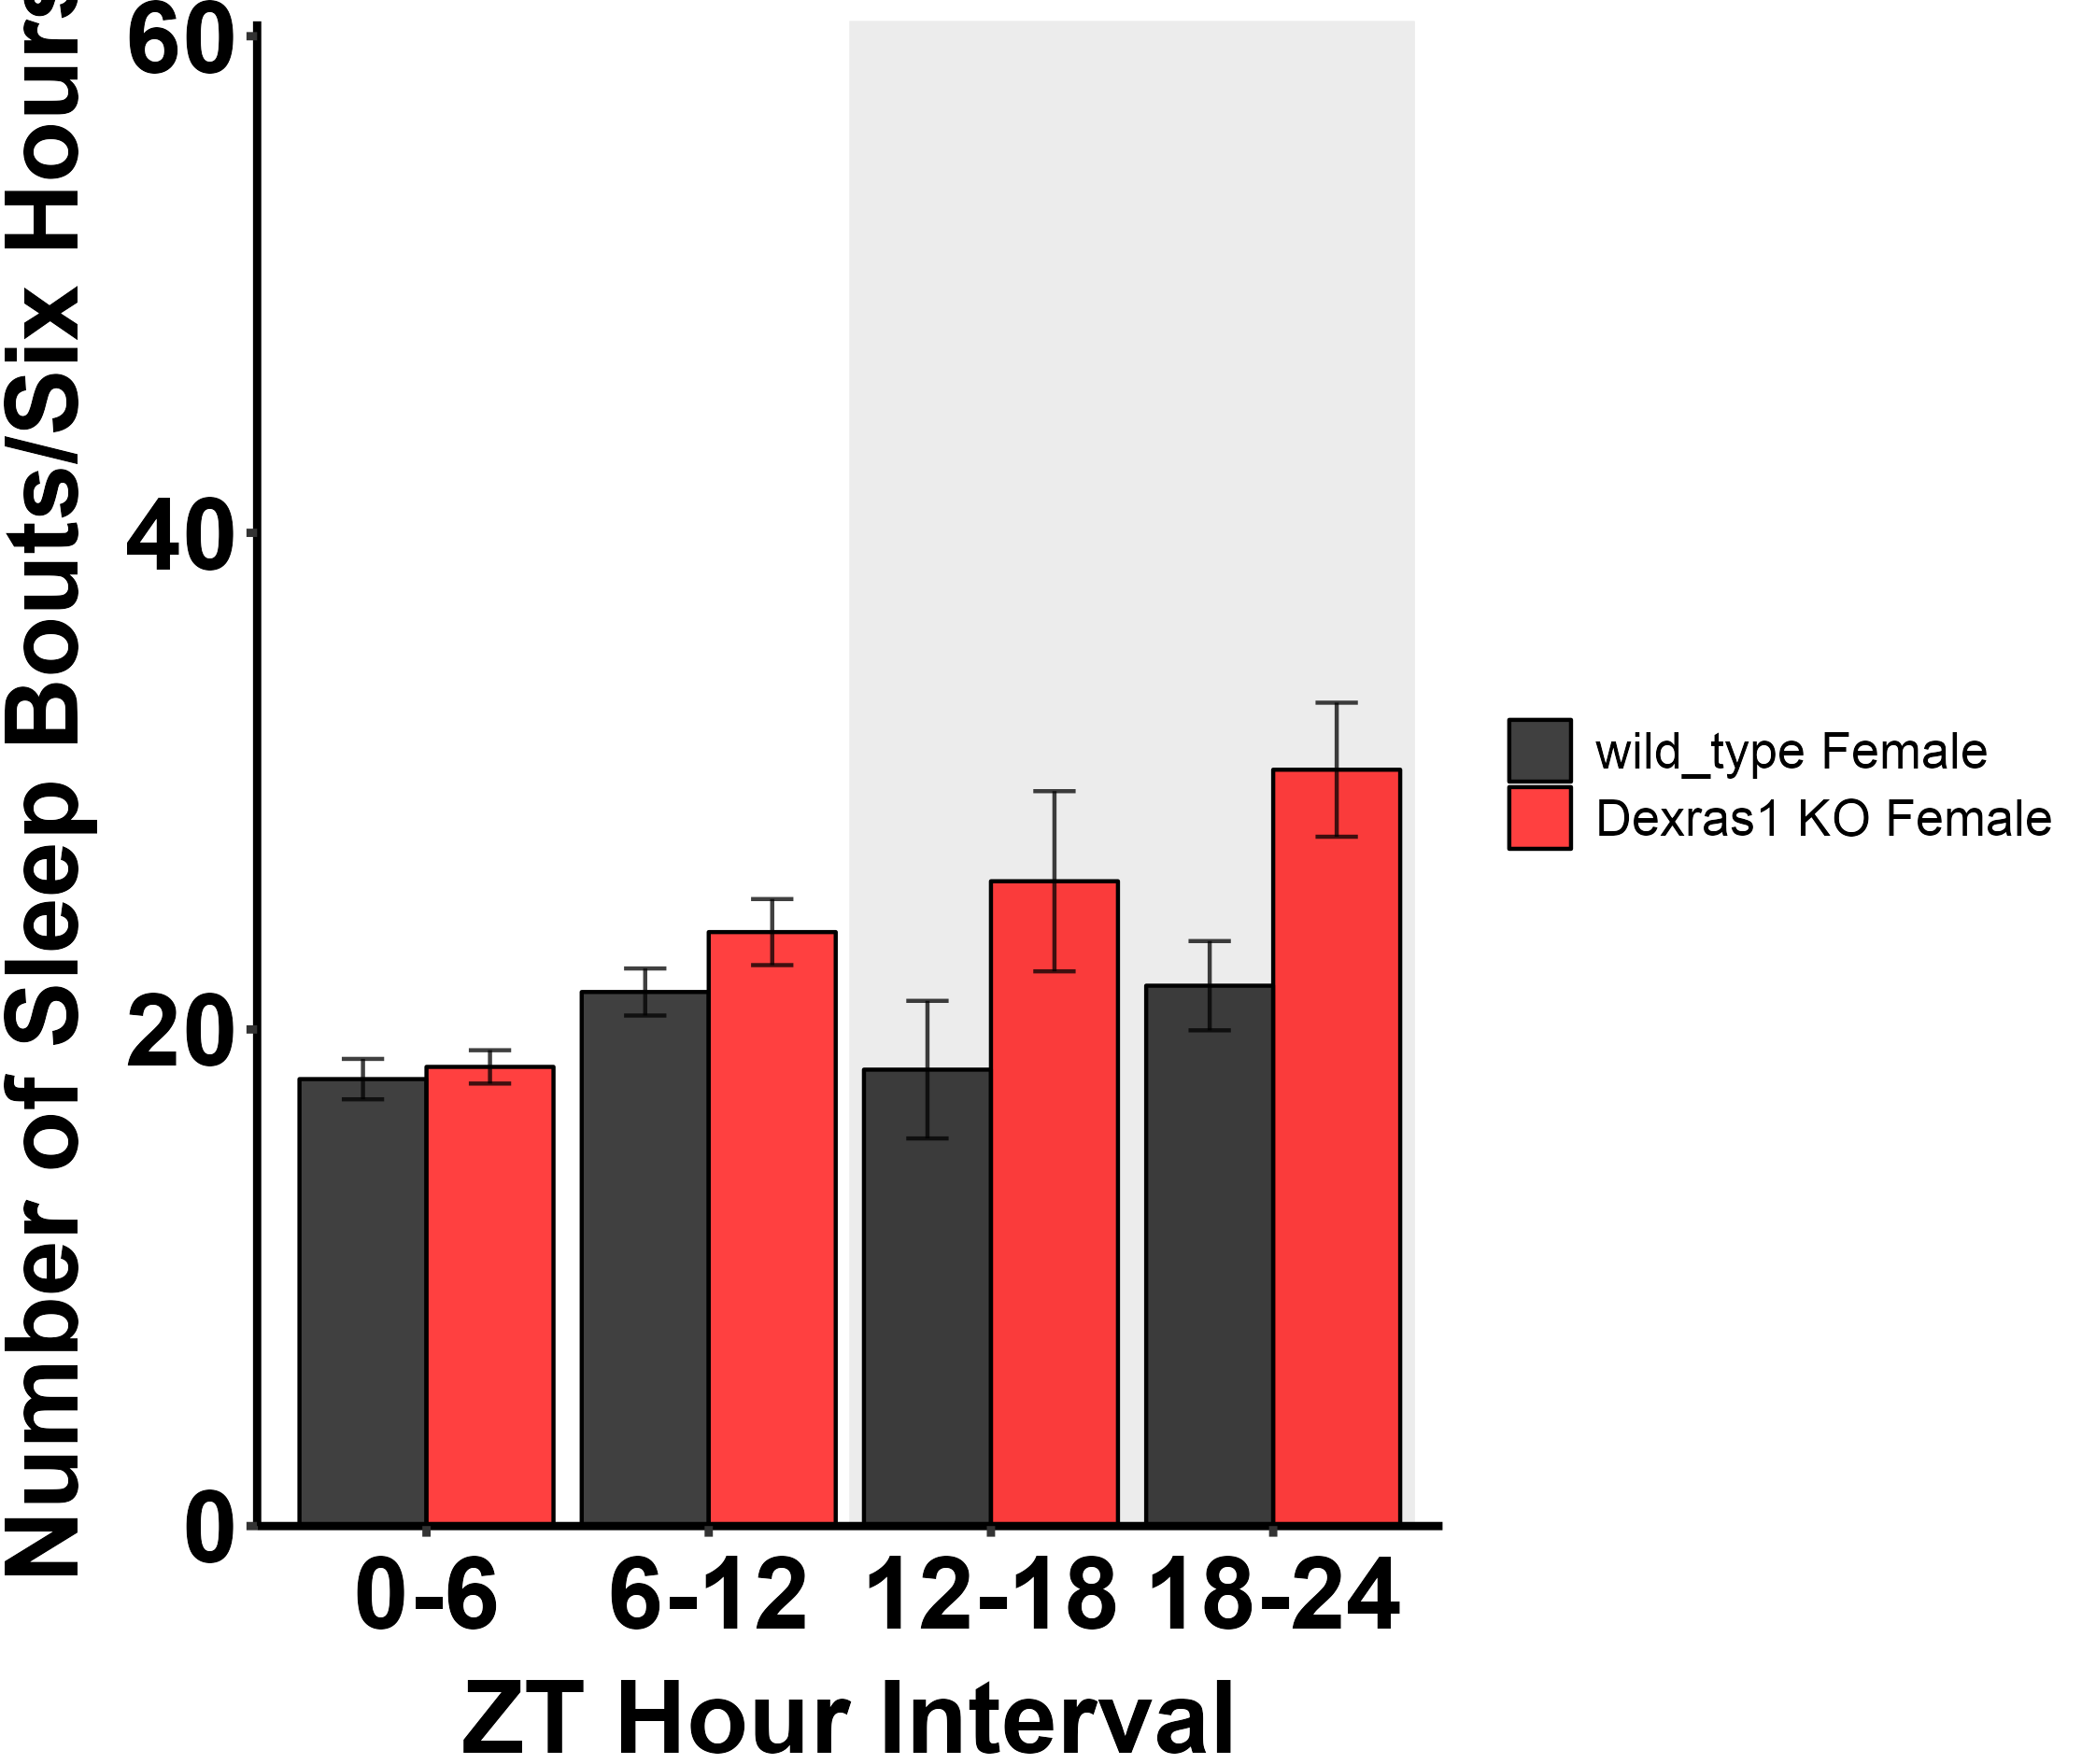 Number of Sleep Bouts/Six Hours
60
40
20
0
0-6
6-12
12-18
18-24
ZT Hour Interval
wild_type Female
Dexras1 KO Female